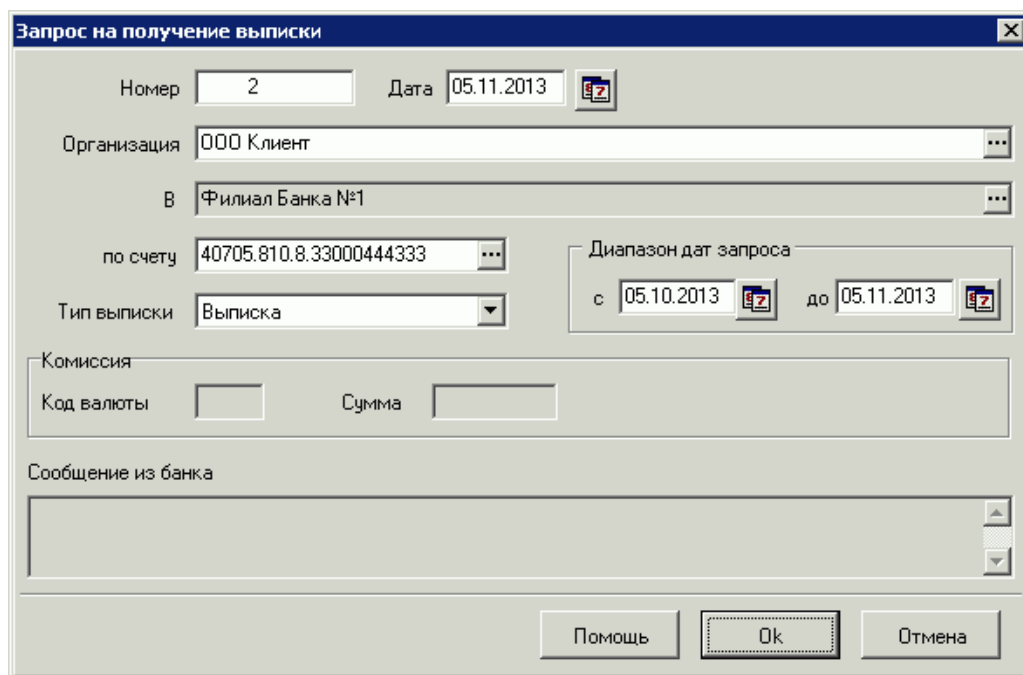 Запрос на получение выписки
Номер 2 Дата 05.11.2013
Организация ООО Клиент ...
В Филиал Банка №1 ...
по счету 40705.810.8.33000444333 ...
Диапазон дат запроса
с 05.10.2013 до 05.11.2013
Тип выписки Выписка
Комиссия
Код валюты Сумма
Сообщение из банка
Помощь Ok Отмена